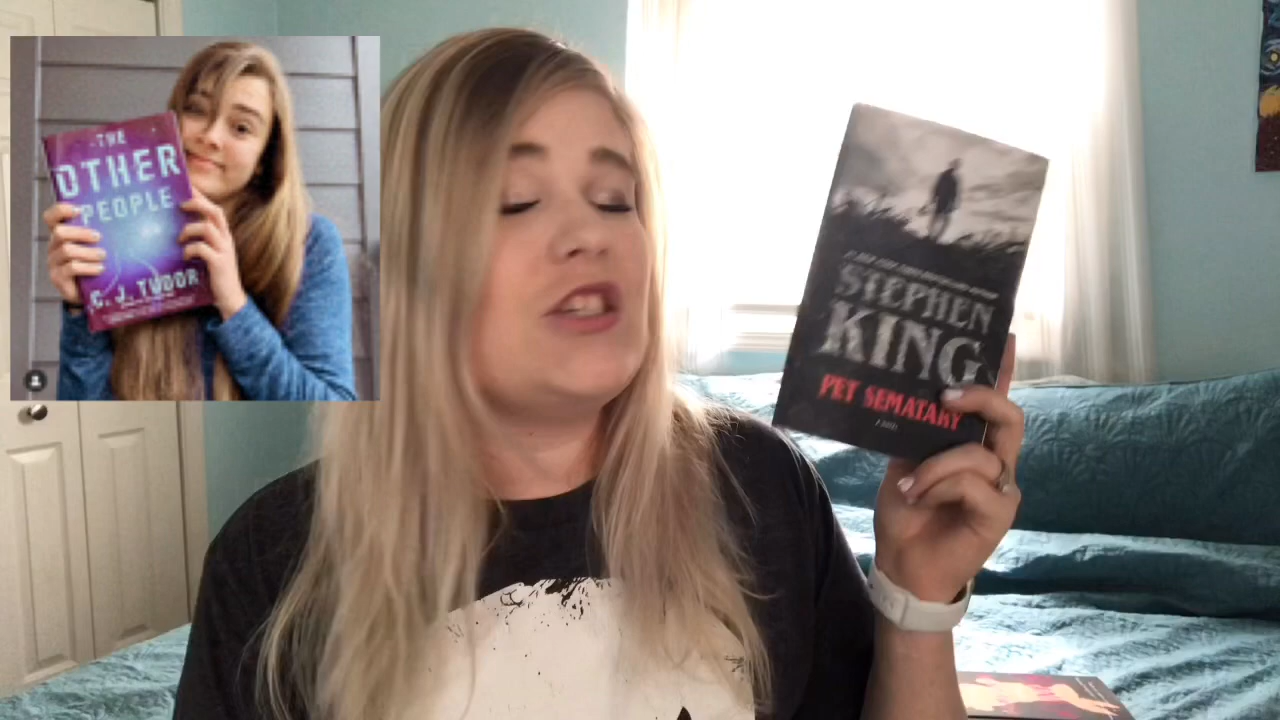 THE
OTHER
PEOPLE
C. J. TUDOR
STEPHEN
KING
PET SEMATARY